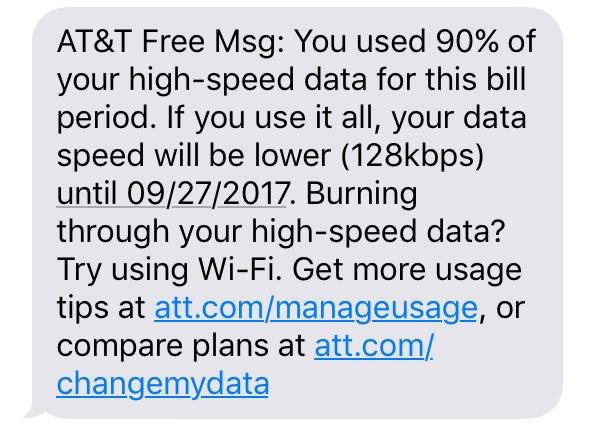 AT&T Free Msg: You used 90% of
your high-speed data for this bill
period. If you use it all, your data
speed will be lower (128kbps)
until 09/27/2017. Burning
through your high-speed data?
Try using Wi-Fi. Get more usage
tips at att.com/manageusage, or
compare plans at att.com/
changemydata